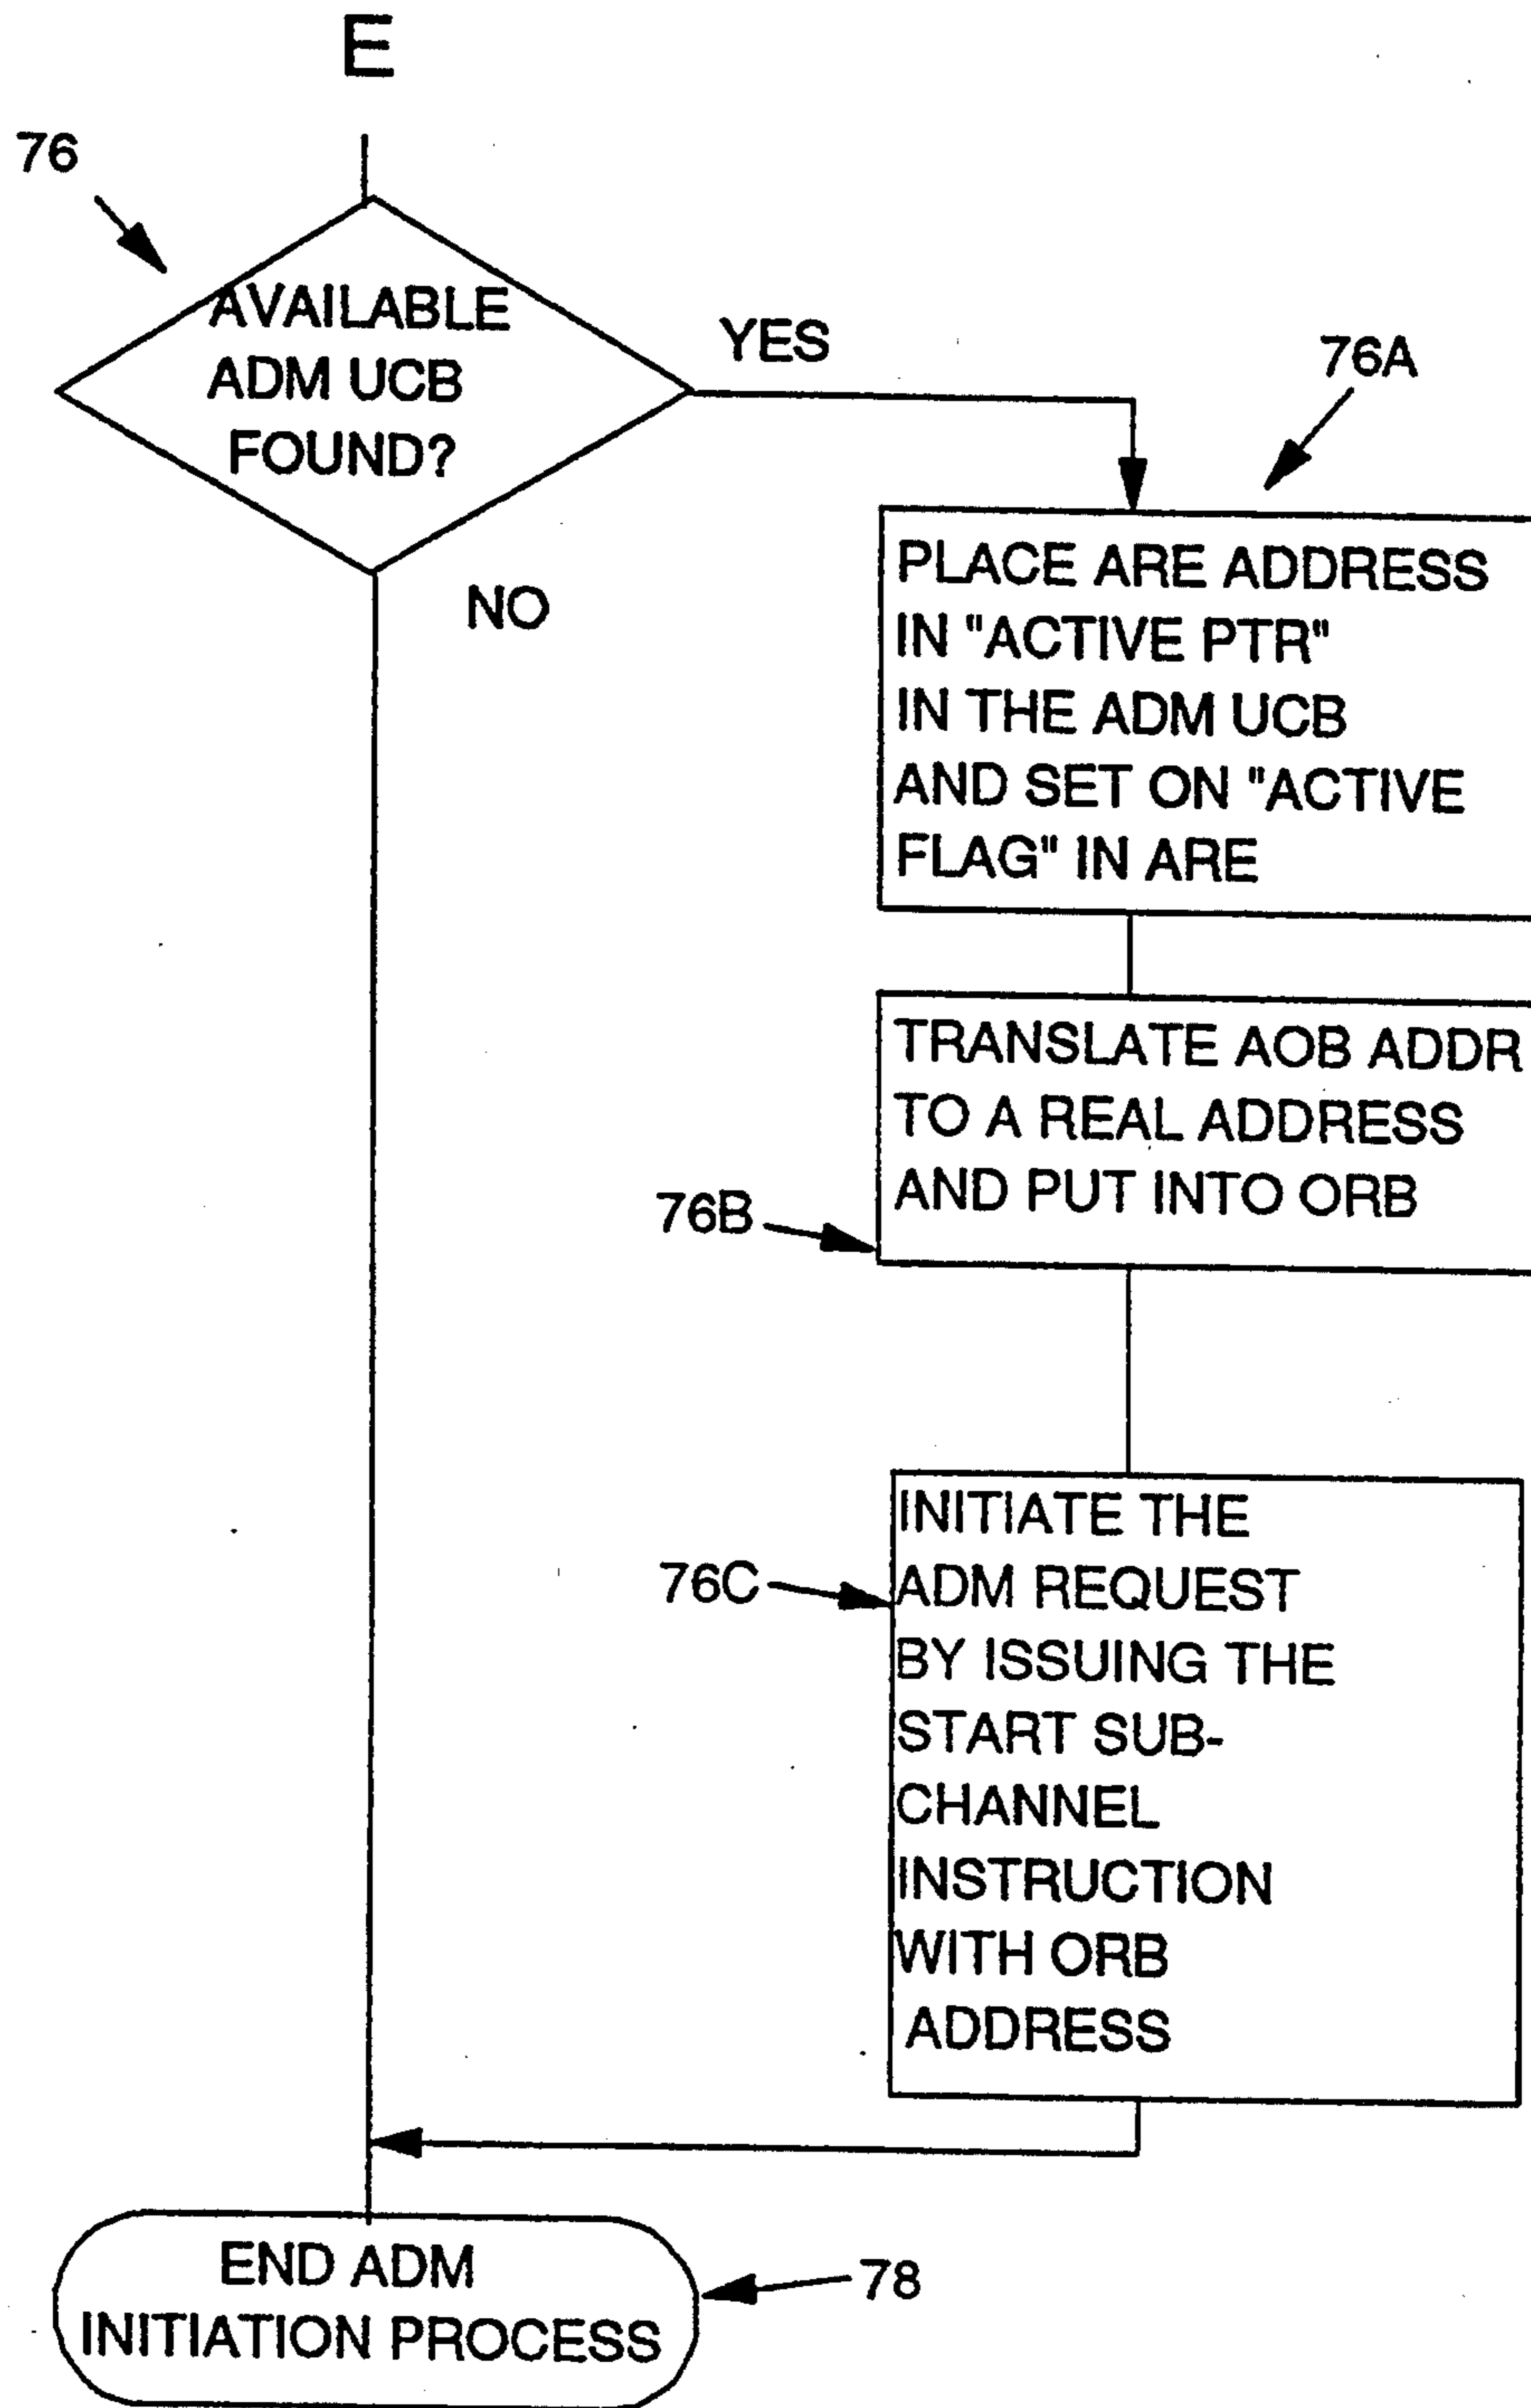 E
76
AVAILABLE
ADM UCB
FOUND?
YES
NO
76A
PLACE ARE ADDRESS
IN "ACTIVE PTR"
IN THE ADM UCB
AND SET ON "ACTIVE
FLAG" IN ARE
TRANSLATE AOB ADDR
TO A REAL ADDRESS
AND PUT INTO ORB
76B
INITIATE THE
ADM REQUEST
BY ISSUING THE
START SUB-
CHANNEL
INSTRUCTION
WITH ORB
ADDRESS
76C
END ADM
INITIATION PROCESS
78